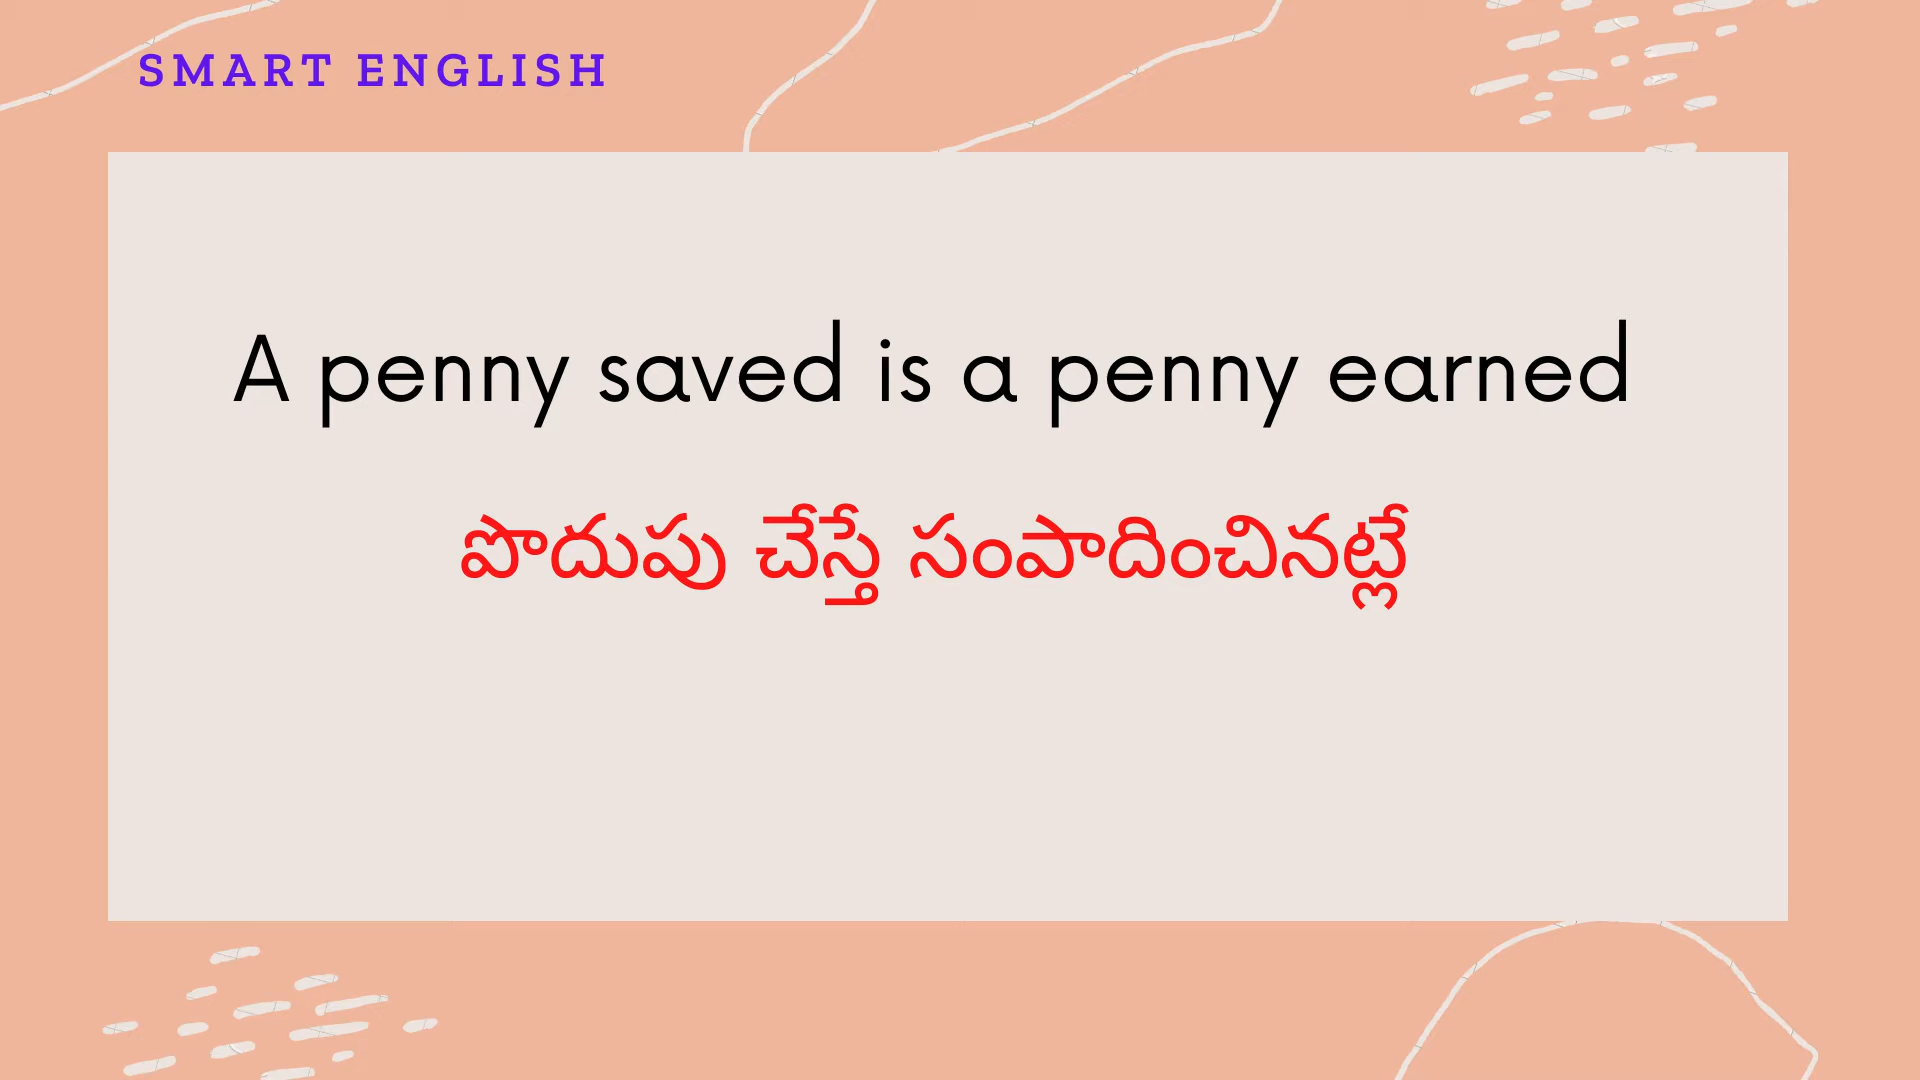 SMART ENGLISH
A penny saved is a penny earned
పొదుపు చేస్తే సంపాదించినట్లే